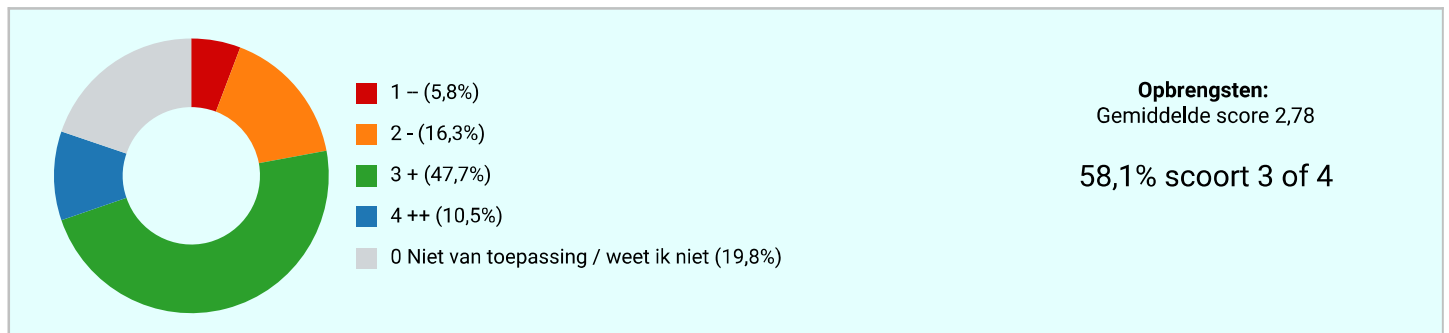 1 -- (5,8%)
2 - (16,3%)
3 + (47,7%)
4 ++ (10,5%)
0 Niet van toepassing / weet ik niet (19,8%)
Opbrengsten:
Gemiddelde score 2,78
58,1% scoort 3 of 4